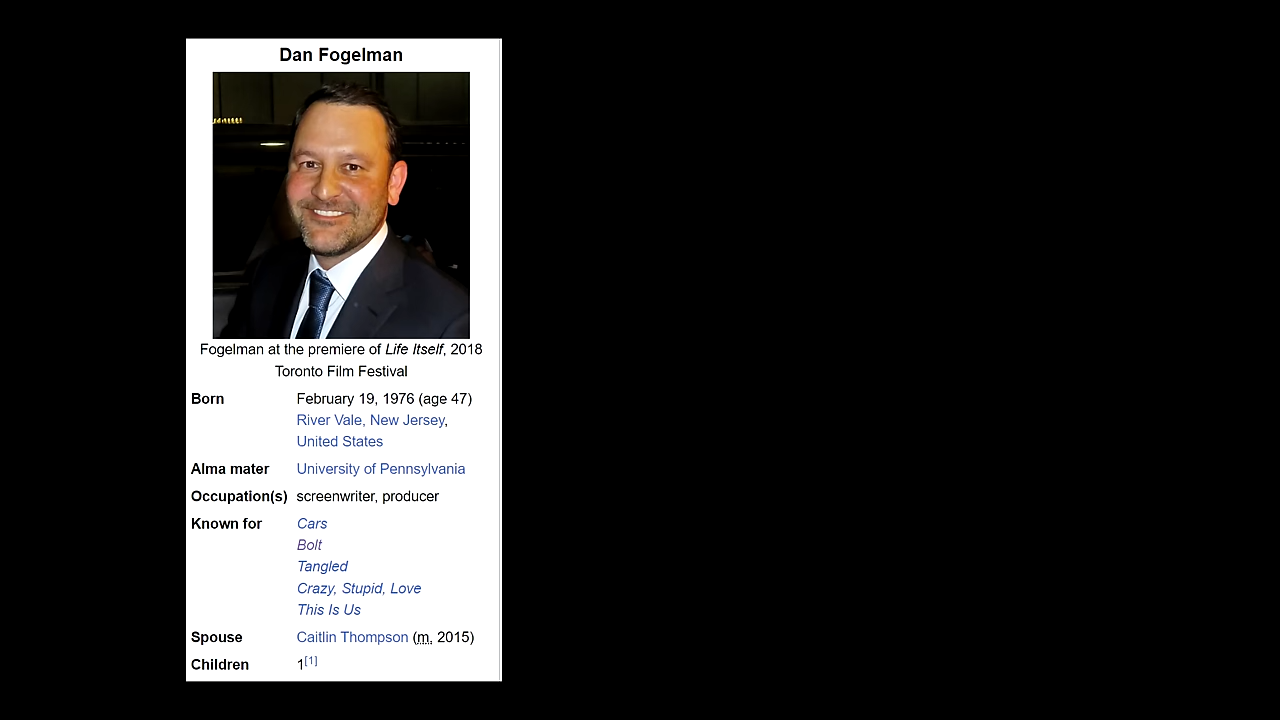 Dan Fogelman
Fogelman at the premiere of Life Itself, 2018
Toronto Film Festival
Born February 19, 1976 (age 47)
River Vale, New Jersey,
United States
Alma mater University of Pennsylvania
Occupation(s) screenwriter, producer
Known for Cars
Bolt
Tangled
Crazy, Stupid, Love
This Is Us
Spouse Caitlin Thompson (m. 2015)
Children 1[1]